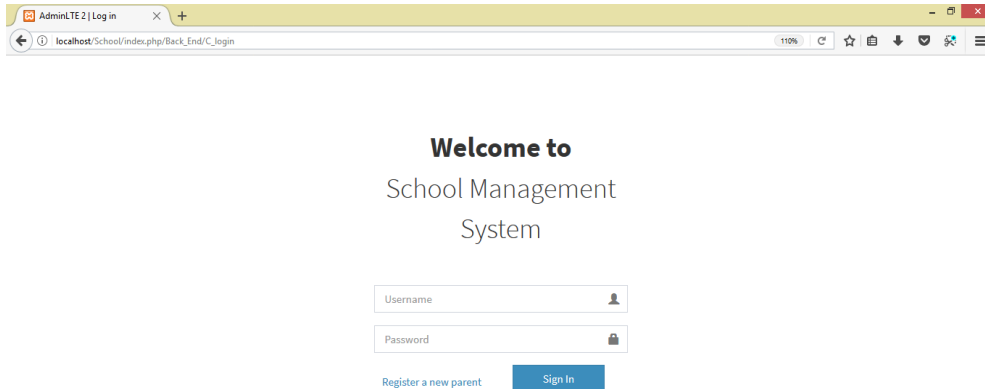 AdminLTE 2 | Log in
localhost/School/index.php/Back_End/C_login
110%
Welcome to
School Management
System
Username
Password
Register a new parent
Sign In